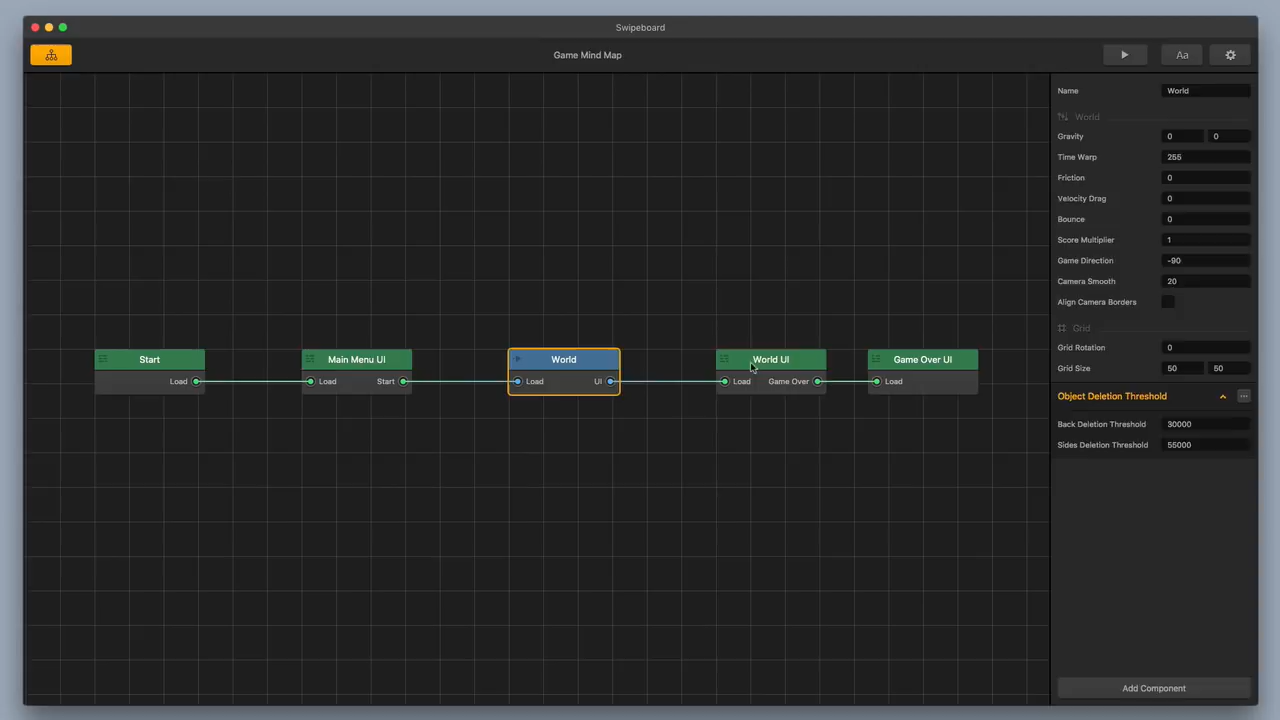 Swipeboard
Game Mind Map
Aa
Name World
World
Gravity 0 0
Time Warp 255
Friction 0
Velocity Drag 0
Bounce 0
Score Multiplier 1
Game Direction -90
Camera Smooth 20
Align Camera Borders
Grid
Grid Rotation 0
Grid Size 50 50
Object Deletion Threshold
Back Deletion Threshold 30000
Sides Deletion Threshold 55000
Add Component
Start
Load
Main Menu UI
Load Start
World
Load UI
World UI
Load Game Over
Game Over UI
Load